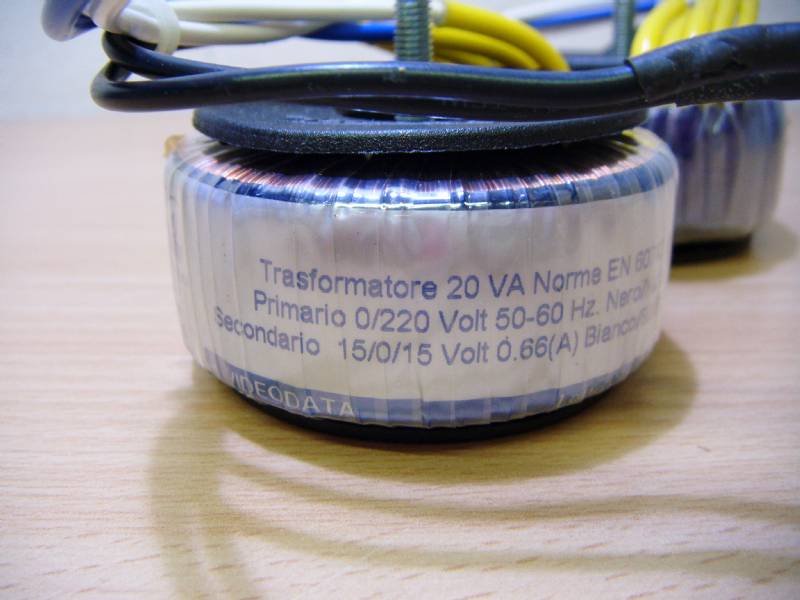 Trasformatore 20 VA Norme EN
Primario 0/220 Volt 50-60 Hz.
Secondario 15/0/15 Volt 0.66(A)
VIDEODATA